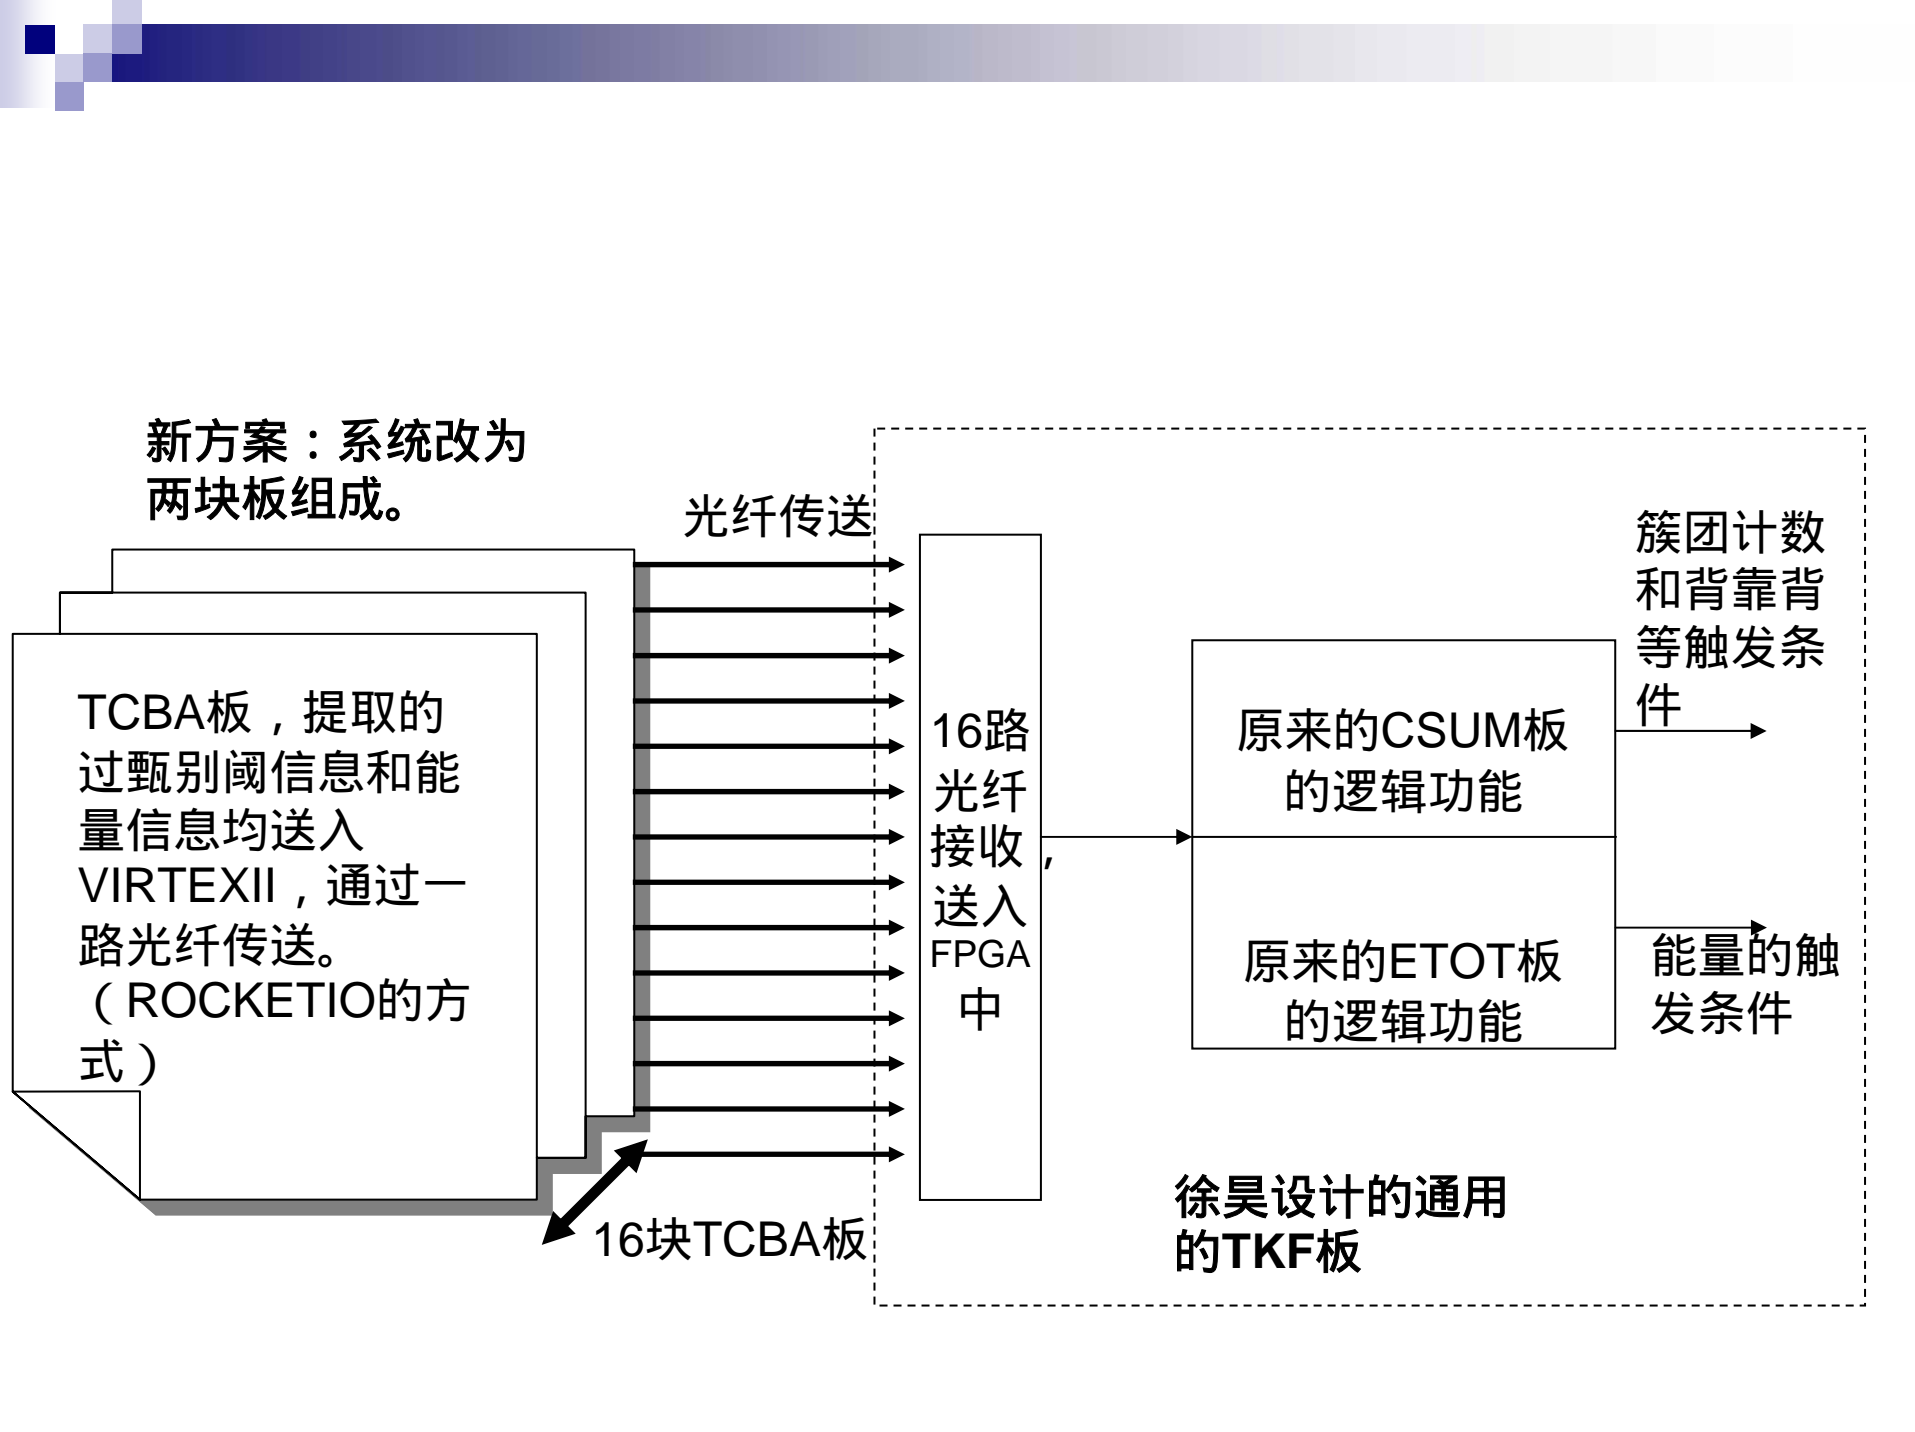 新方案：系统改为
两块板组成。
光纤传送
TCBA板，提取的
过甄别阈信息和能
量信息均送入
VIRTEXII，通过一
路光纤传送。
（ROCKETIO的方
式）
16块TCBA板
16路
光纤
接收，
送入
FPGA
中
原来的CSUM板
的逻辑功能
原来的ETOT板
的逻辑功能
簇团计数
和背靠背
等触发条
件
能量的触
发条件
徐昊设计的通用
的TKF板